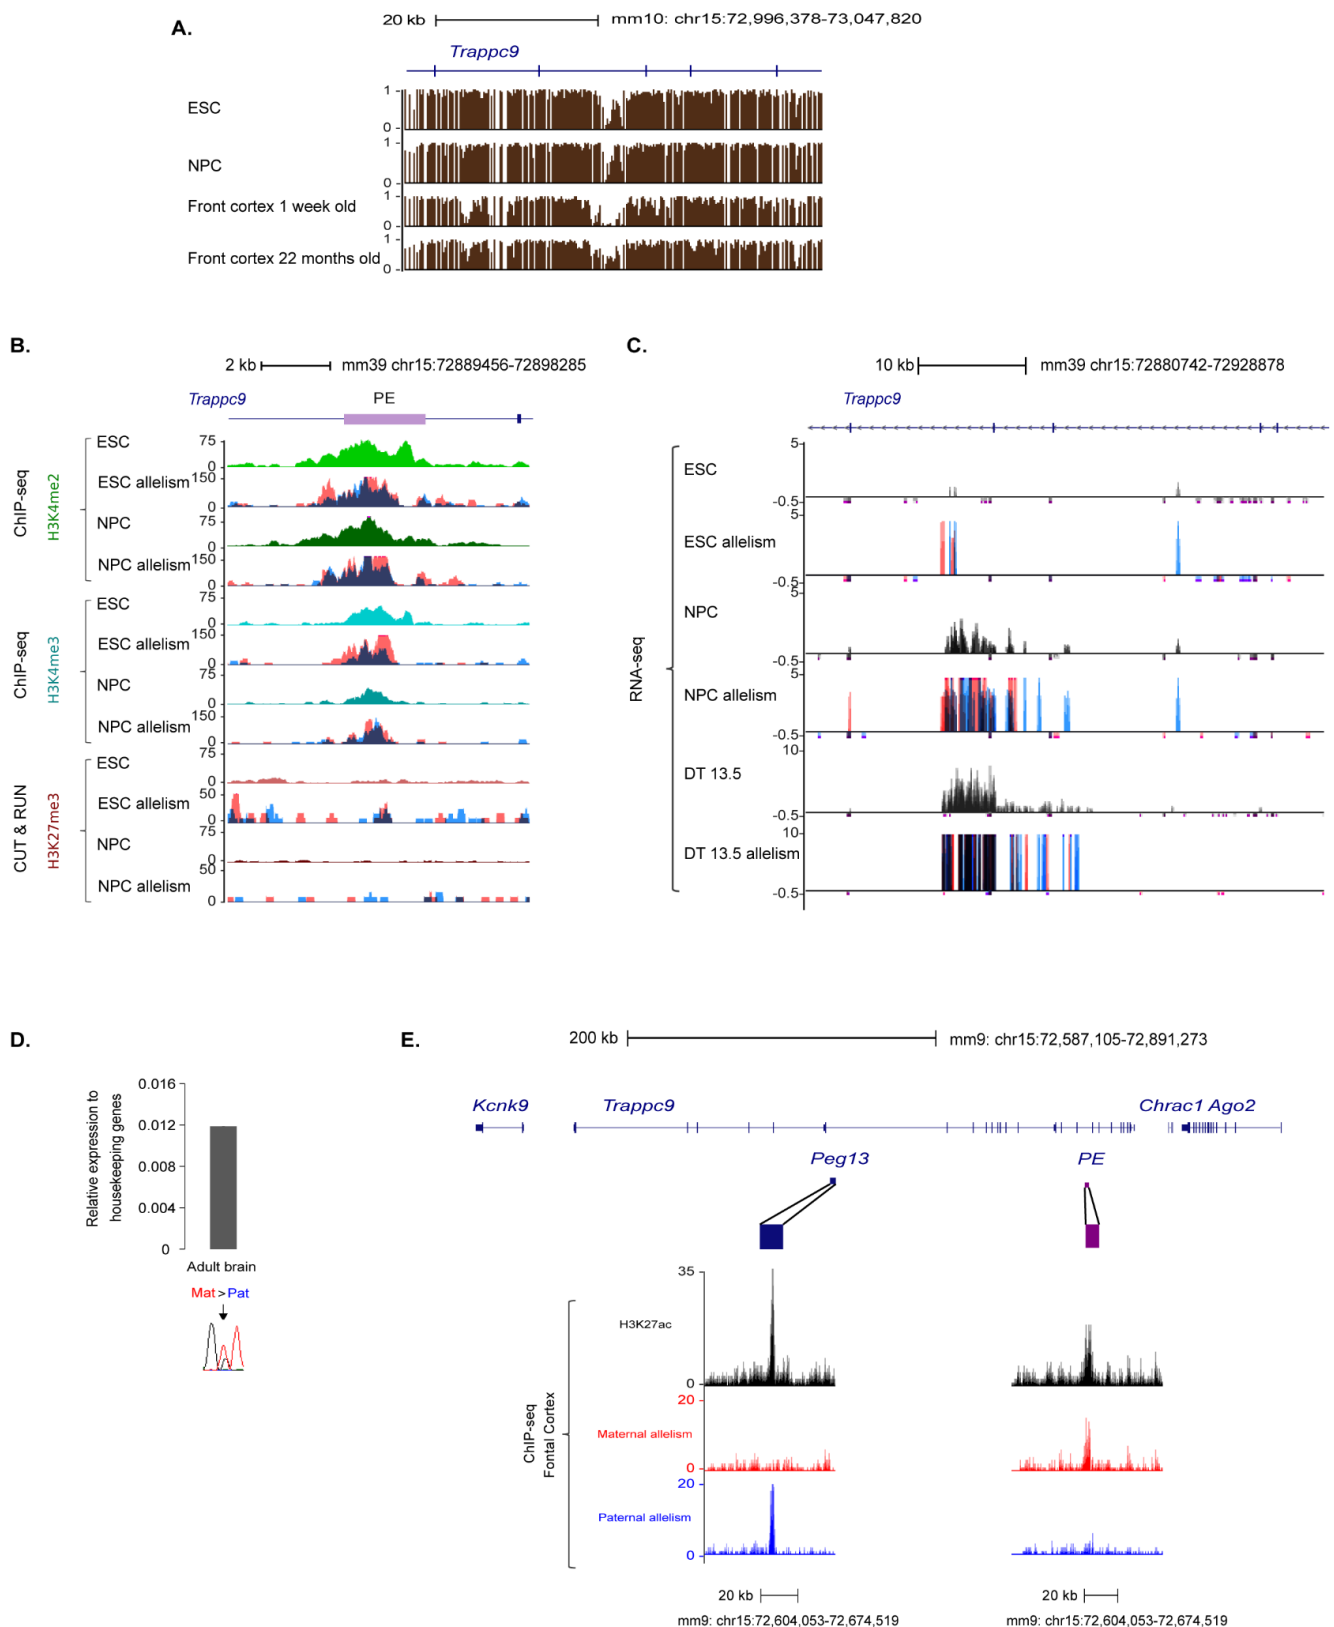 A.
20 kb
mm10: chr15:72,996,378-73,047,820
Trappc9
ESC
1
0
NPC
1
0
Front cortex 1 week old
1
0
Front cortex 22 months old
1
0
B.
2 kb
mm39 chr15:72889456-72898285
Trappc9
PE
ChIP-seq
H3K4me2
ESC
75
0
ESC allelism
150
0
NPC
75
0
NPC allelism
150
0
ChIP-seq
H3K4me3
ESC
75
0
ESC allelism
150
0
NPC
75
0
NPC allelism
150
0
CUT & RUN
H3K27me3
ESC
75
0
ESC allelism
50
0
NPC
75
0
NPC allelism
50
0
C.
10 kb
mm39 chr15:72880742-72928878
Trappc9
RNA-seq
ESC
5
-0.5
ESC allelism
5
-0.5
NPC
5
-0.5
NPC allelism
5
-0.5
DT 13.5
10
-0.5
DT 13.5 allelism
10
-0.5
D.
Relative expression to
housekeeping genes
0.016
0.012
0.008
0.004
0
Adult brain
Mat > Pat
E.
200 kb
mm9: chr15:72,587,105-72,891,273
Kcnk9
Trappc9
Chrac1 Ago2
Peg13
PE
ChIP-seq
Fontal Cortex
H3K27ac
35
0
Maternal allelism
20
0
Paternal allelism
20
0
20 kb
mm9: chr15:72,604,053-72,674,519
20 kb
mm9: chr15:72,604,053-72,674,519